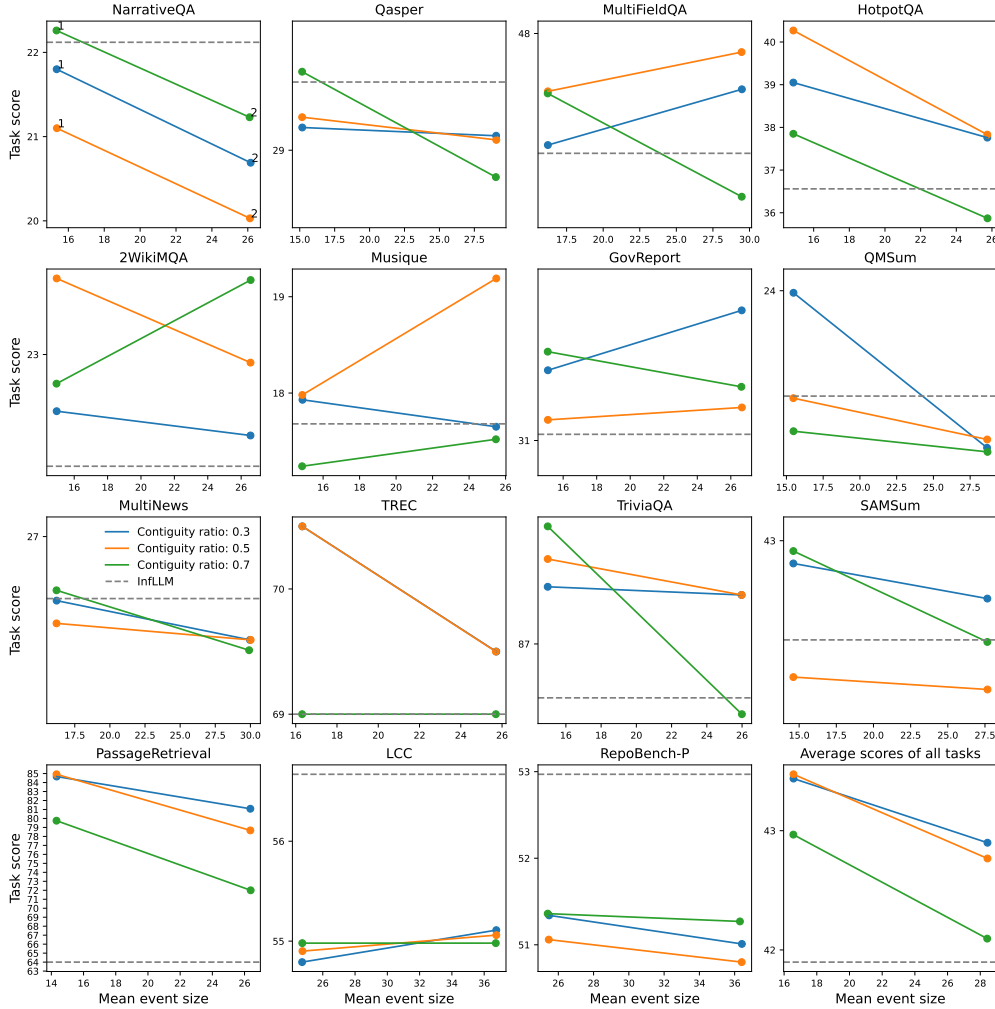 NarrativeQA
1
1
1
2
2
2
22
21
20
Task score
16 18 20 22 24 26
Qasper
29
15.0 17.5 20.0 22.5 25.0 27.5
MultiFieldQA
48
17.5 20.0 22.5 25.0 27.5 30.0
HotpotQA
40
39
38
37
36
16 18 20 22 24 26
2WikiMQA
23
Task score
16 18 20 22 24 26
Musique
19
18
16 18 20 22 24 26
GovReport
31
16 18 20 22 24 26
QMSum
24
15.0 17.5 20.0 22.5 25.0 27.5
MultiNews
27
Task score
Contiguity ratio: 0.3
Contiguity ratio: 0.5
Contiguity ratio: 0.7
InfLLM
17.5 20.0 22.5 25.0 27.5 30.0
TREC
70
69
16 18 20 22 24 26
TriviaQA
87
16 18 20 22 24 26
SAMSum
43
15.0 17.5 20.0 22.5 25.0 27.5
PassageRetrieval
85
84
83
82
81
80
79
78
77
76
75
74
73
72
71
70
69
68
67
66
65
64
63
Task score
14 16 18 20 22 24 26
Mean event size
LCC
56
55
26 28 30 32 34 36
Mean event size
RepoBench-P
53
52
51
26 28 30 32 34 36
Mean event size
Average scores of all tasks
43
42
16 18 20 22 24 26 28
Mean event size